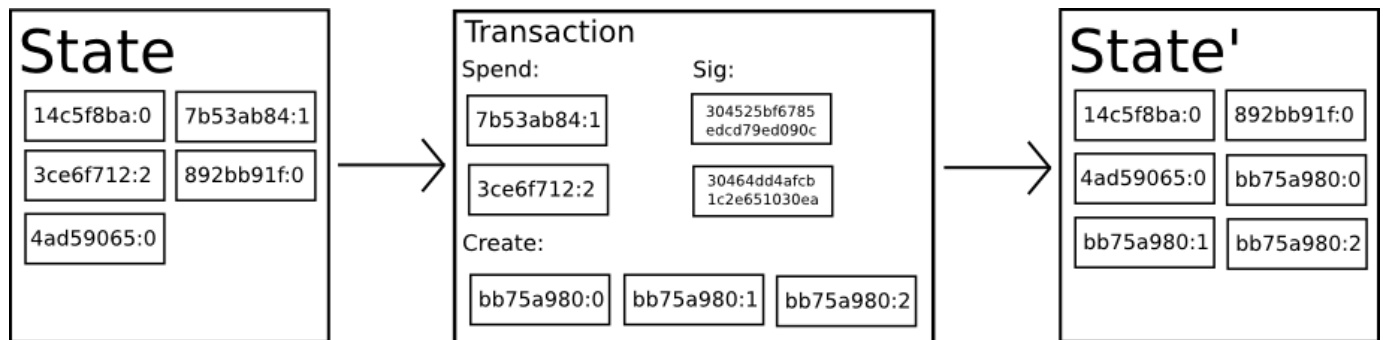 State
14c5f8ba:0 7b53ab84:1
3ce6f712:2 892bb91f:0
4ad59065:0
Transaction
Spend: Sig:
7b53ab84:1
304525bf6785
edcd79ed090c
3ce6f712:2
30464dd4afcb
1c2e651030ea
Create:
bb75a980:0 bb75a980:1 bb75a980:2
State'
14c5f8ba:0 892bb91f:0
4ad59065:0 bb75a980:0
bb75a980:1 bb75a980:2